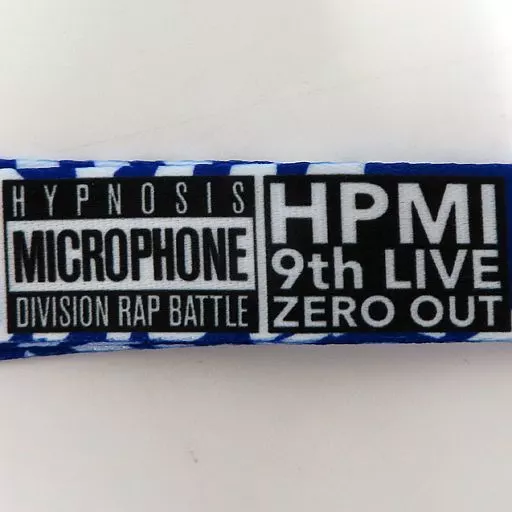 HYPNOSIS
MICROPHONE
DIVISION RAP BATTLE
HPMI
9th LIVE
ZERO OUT